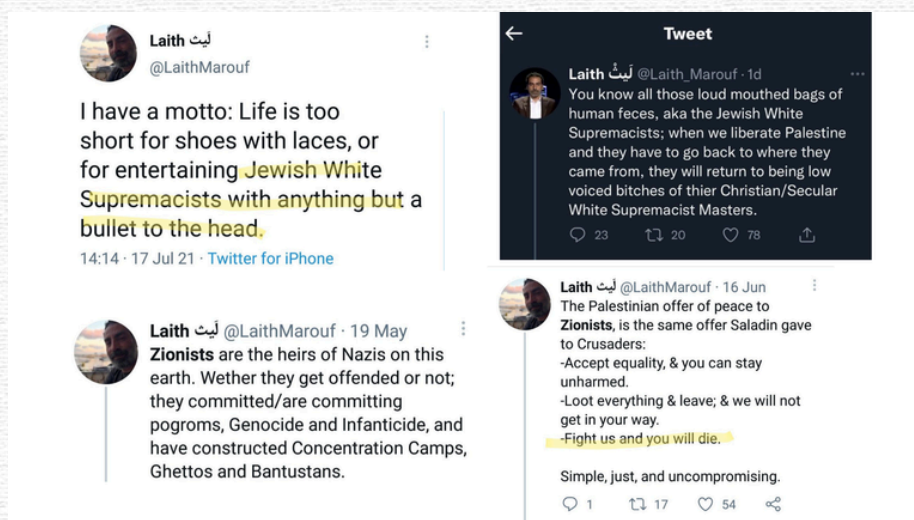 Laith لَيث
@LaithMarouf
I have a motto: Life is too
short for shoes with laces, or
for entertaining Jewish White
Supremacists with anything but a
bullet to the head.
14:14 · 17 Jul 21 · Twitter for iPhone
Tweet
Laith لَيثْ @Laith_Marouf · 1d
You know all those loud mouthed bags of
human feces, aka the Jewish White
Supremacists; when we liberate Palestine
and they have to go back to where they
came from, they will return to being low
voiced bitches of thier Christian/Secular
White Supremacist Masters.
23 20 78
Laith لَيث @LaithMarouf · 19 May
Zionists are the heirs of Nazis on this
earth. Wether they get offended or not;
they committed/are committing
pogroms, Genocide and Infanticide, and
have constructed Concentration Camps,
Ghettos and Bantustans.
Laith لَيث @LaithMarouf · 16 Jun
The Palestinian offer of peace to
Zionists, is the same offer Saladin gave
to Crusaders:
-Accept equality, & you can stay
unharmed.
-Loot everything & leave; & we will not
get in your way.
-Fight us and you will die.
Simple, just, and uncompromising.
1 17 54